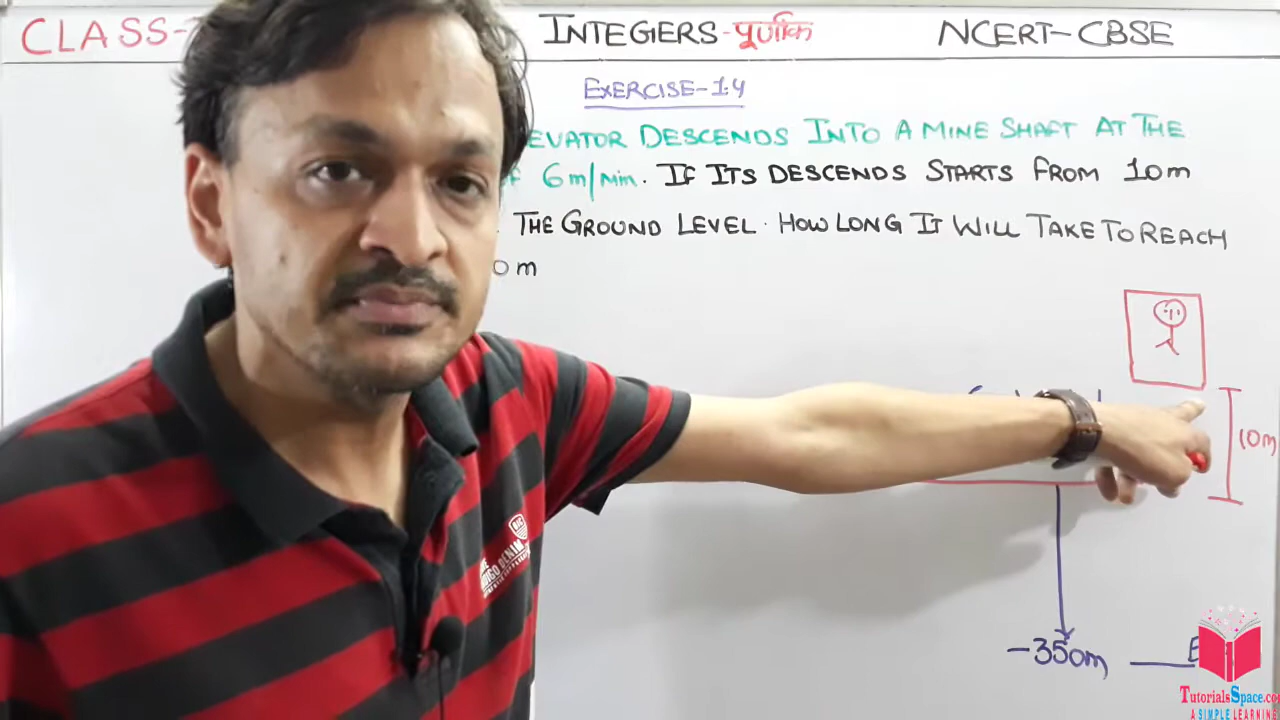 CLASS- INTEGERS-पूर्णांक NCERT-CBSE
EXERCISE-1.4
EVATOR DESCENDS INTO A MINE SHAFT AT THE
6m/min. IF ITS DESCENDS STARTS FROM 10m
THE GROUND LEVEL. HOW LONG IT WILL TAKE TO REACH
0m
10m
-350m
TutorialsSpace.co
A SIMPLE LEARNING